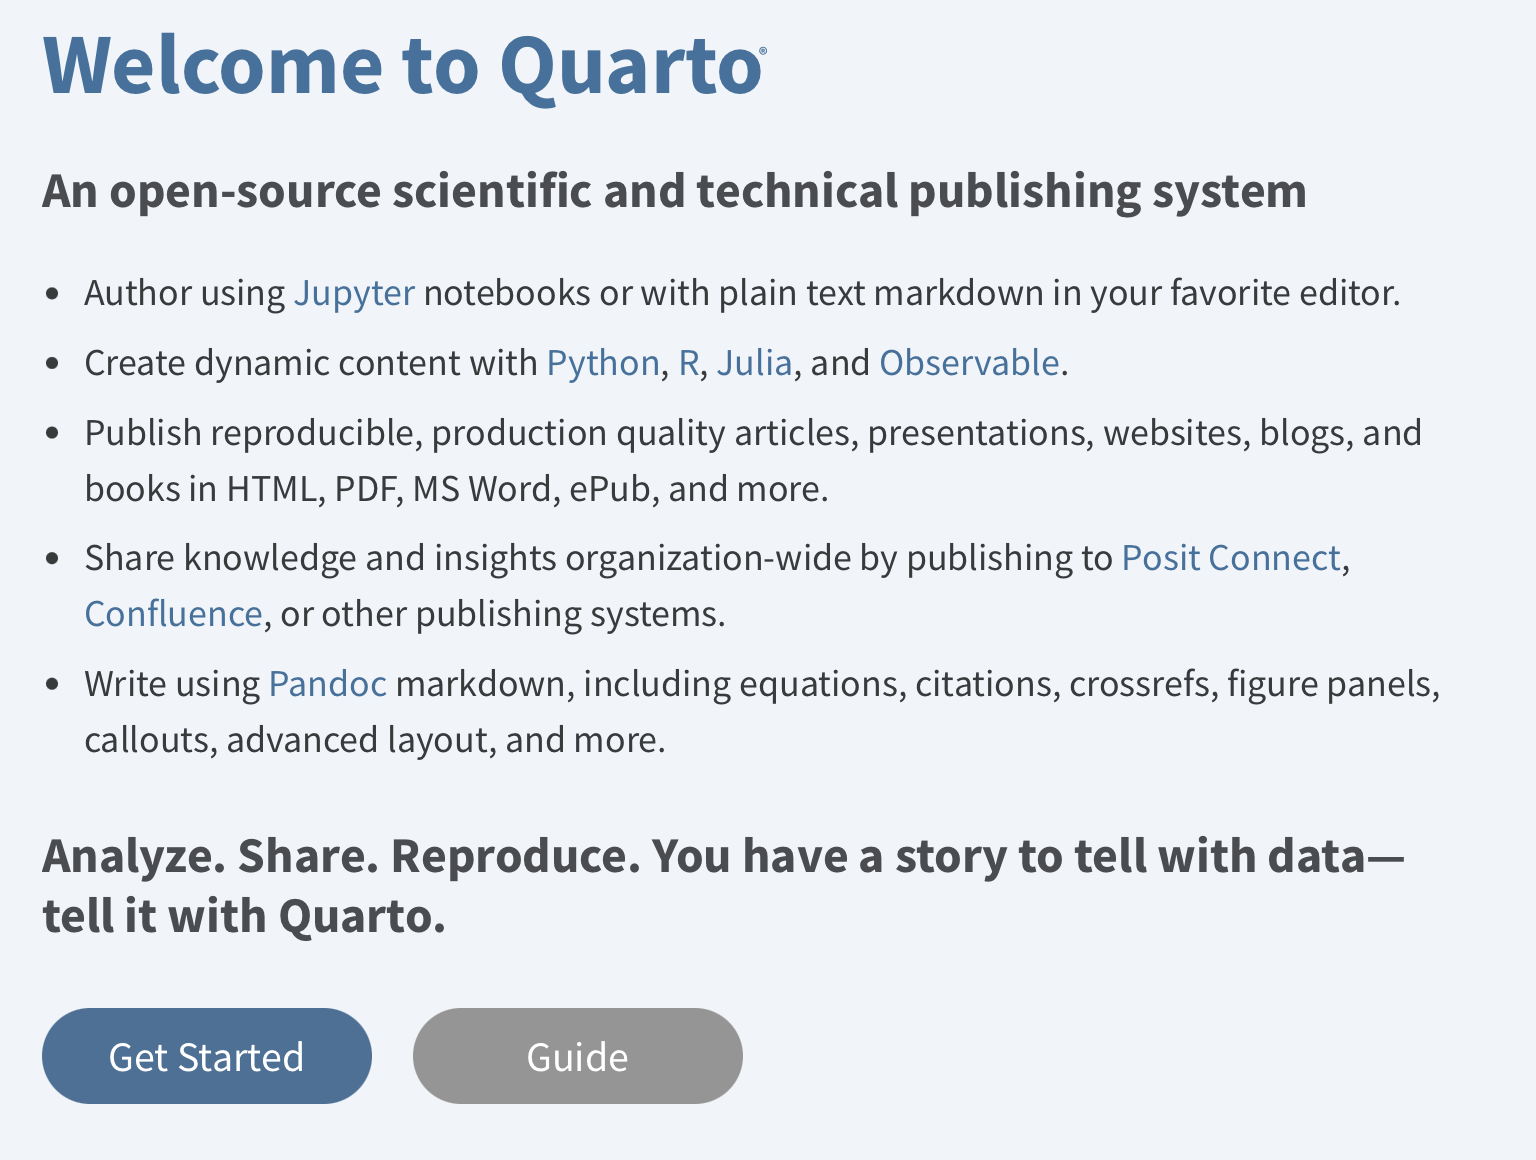 Welcome to Quarto®
An open-source scientific and technical publishing system
• Author using Jupyter notebooks or with plain text markdown in your favorite editor.
• Create dynamic content with Python, R, Julia, and Observable.
• Publish reproducible, production quality articles, presentations, websites, blogs, and
books in HTML, PDF, MS Word, ePub, and more.
• Share knowledge and insights organization-wide by publishing to Posit Connect,
Confluence, or other publishing systems.
• Write using Pandoc markdown, including equations, citations, crossrefs, figure panels,
callouts, advanced layout, and more.
Analyze. Share. Reproduce. You have a story to tell with data—
tell it with Quarto.
Get Started
Guide